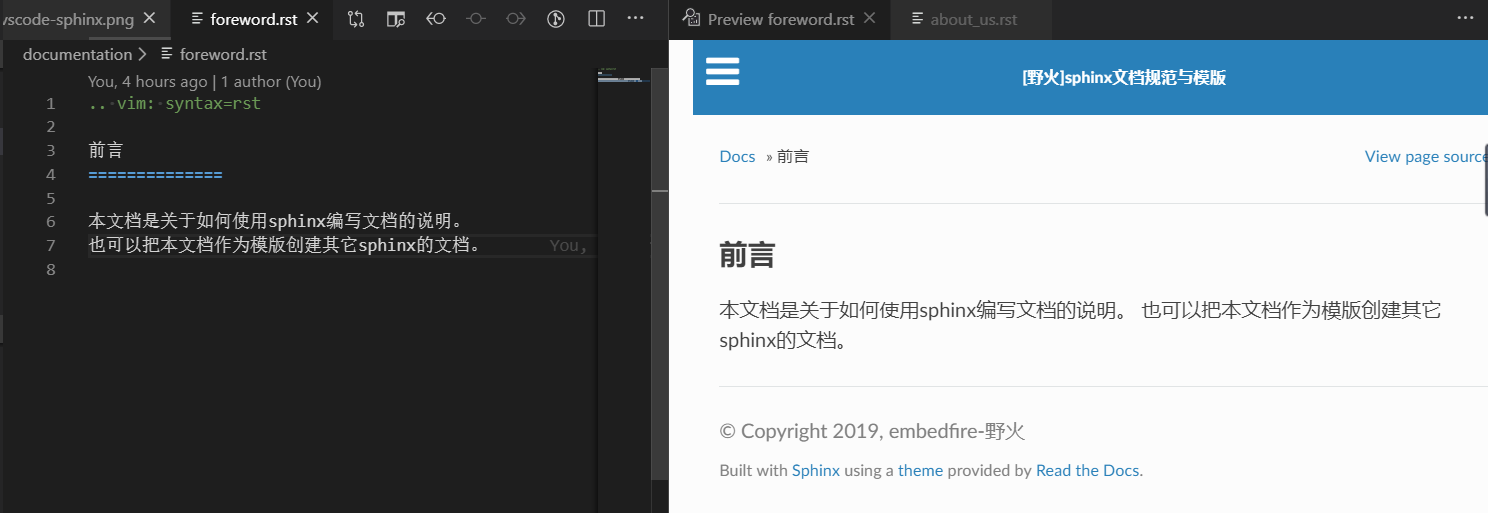 vscode-sphinx.png
foreword.rst
documentation
foreword.rst
You, 4 hours ago | 1 author (You)
1 .. vim: syntax=rst
2
3 前言
4 ==============
5
6 本文档是关于如何使用sphinx编写文档的说明。
7 也可以把本文档作为模版创建其它sphinx的文档。 You,
8
Preview foreword.rst
about_us.rst
[野火]sphinx文档规范与模版
Docs » 前言
View page source
前言
本文档是关于如何使用sphinx编写文档的说明。 也可以把本文档作为模版创建其它
sphinx的文档。
© Copyright 2019, embedfire-野火
Built with Sphinx using a theme provided by Read the Docs.